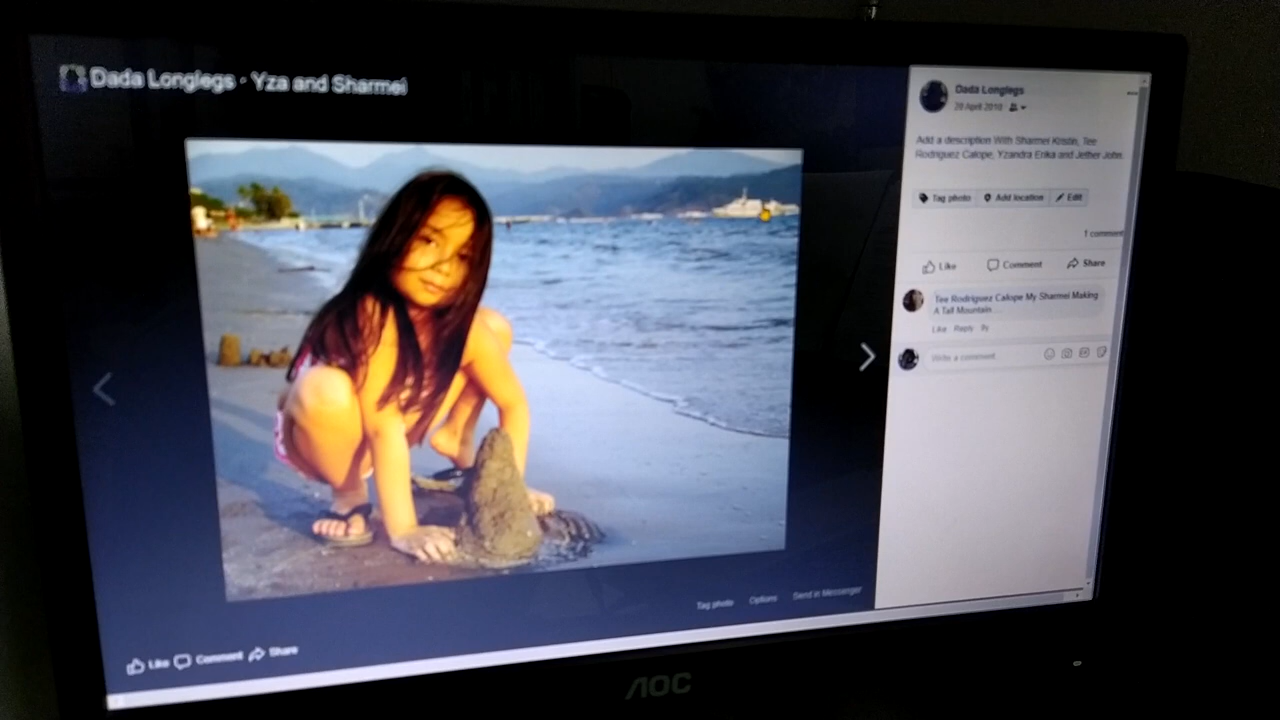 Dada Longlegs · Yza and Sharmei
Dada Longlegs
28 April 2010
Add a description With Sharmei Kristin, Tee
Rodriguez Calope, Yzandra Erika and Jether John
Tag photo Add location Edit
1 comment
Like Comment Share
Tee Rodriguez Calope My Sharmei Making
A Tall Mountain....
Like Reply 9y
Write a comment
Tag photo Options Send in Messenger
Like Comment Share
AOC